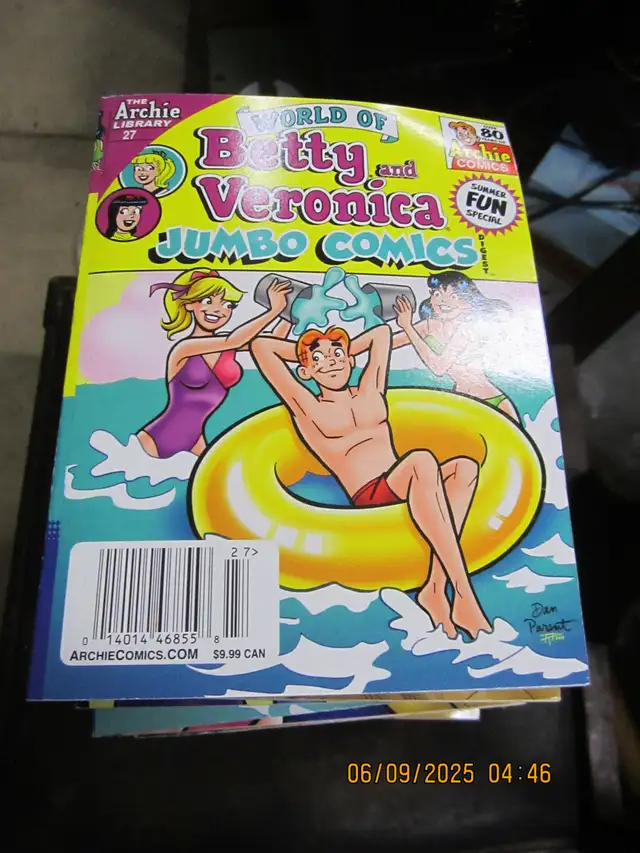 THE
Archie
LIBRARY
27
WORLD OF
Betty and
Veronica
JUMBO COMICS
DIGEST
80
Archie
COMICS
SUMMER
FUN
SPECIAL
27>
0 14014 46855 8
ARCHIECOMICS.COM $9.99 CAN
Dan
Parent
06/09/2025 04:46